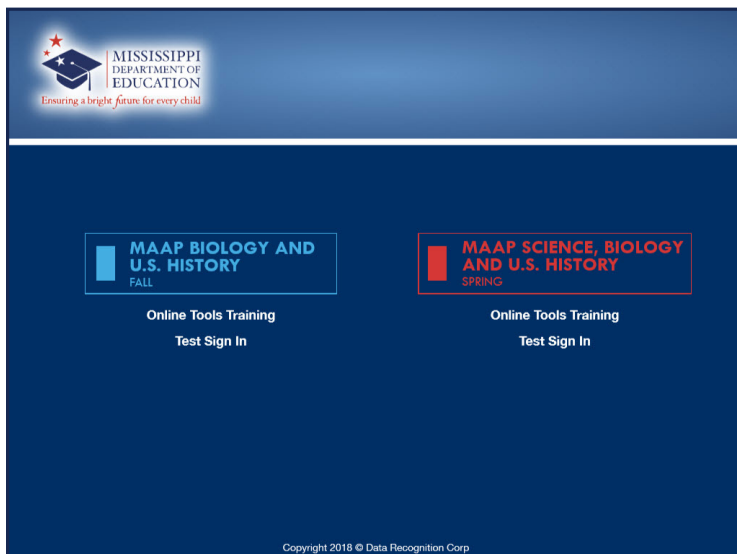 MISSISSIPPI
DEPARTMENT OF
EDUCATION
Ensuring a bright future for every child
MAAP BIOLOGY AND
U.S. HISTORY
FALL
Online Tools Training
Test Sign In
MAAP SCIENCE, BIOLOGY
AND U.S. HISTORY
SPRING
Online Tools Training
Test Sign In
Copyright 2018 © Data Recognition Corp